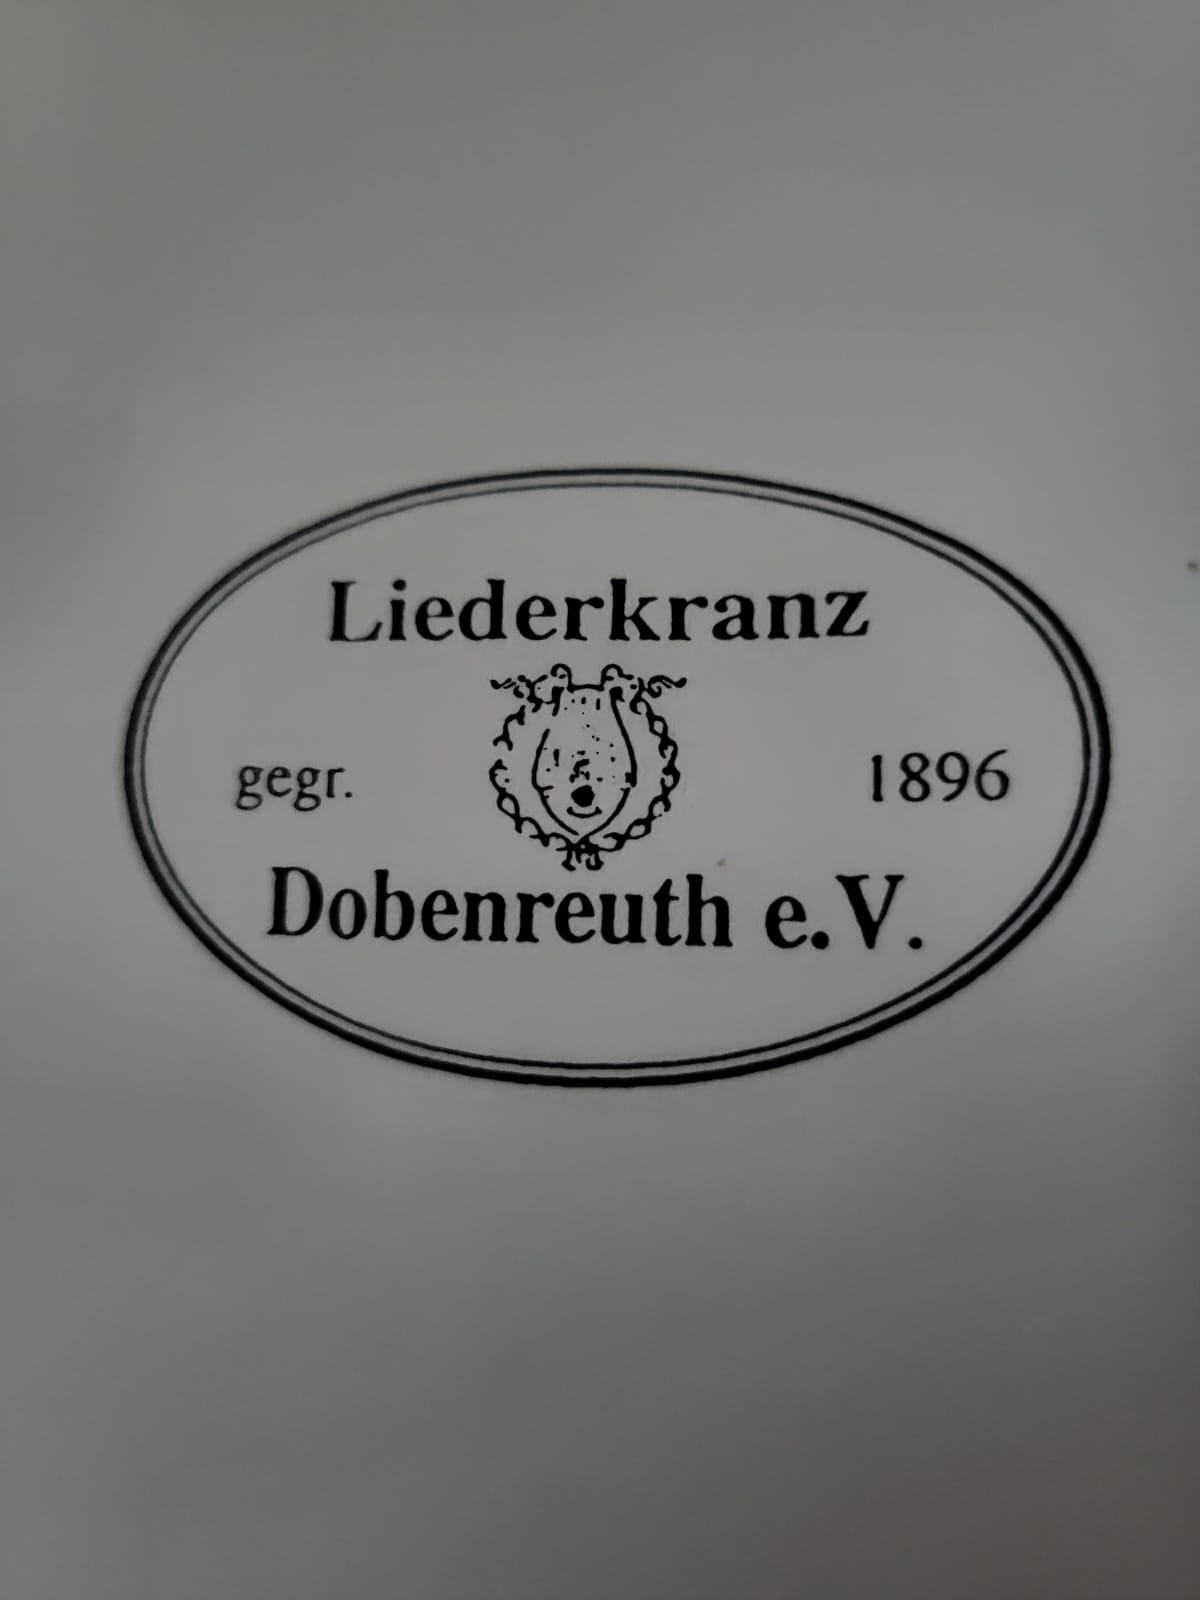 Liederkranz
gegr. 1896
Dobenreuth e.V.